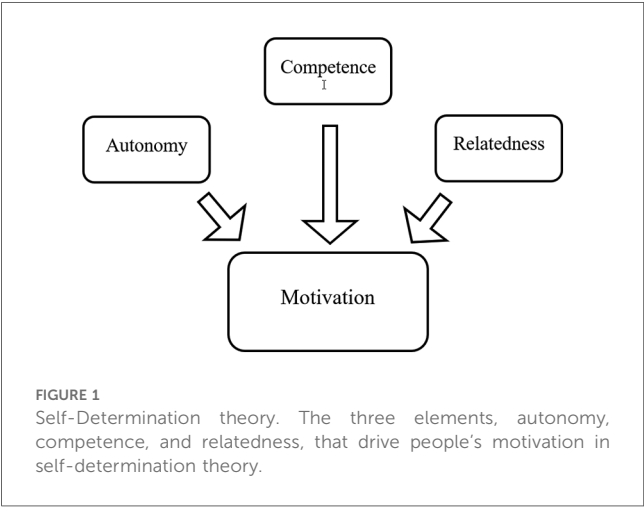 Competence
Autonomy
Relatedness
Motivation
FIGURE 1
Self-Determination theory. The three elements, autonomy,
competence, and relatedness, that drive people's motivation in
self-determination theory.